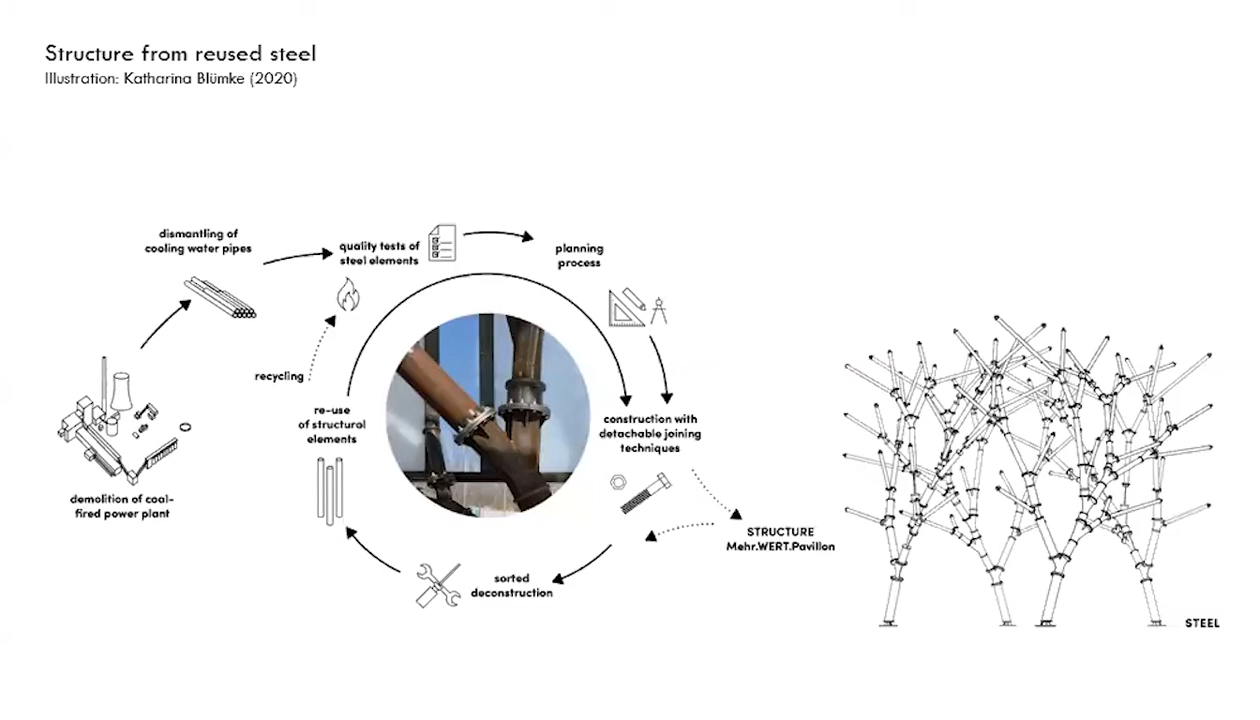 Structure from reused steel
Illustration: Katharina Blümke (2020)
dismantling of
cooling water pipes
quality tests of
steel elements
planning
process
recycling
re-use
of structural
elements
construction with
detachable joining
techniques
demolition of coal-
fired power plant
STRUCTURE
Mehr.WERT.Pavillon
sorted
deconstruction
STEEL